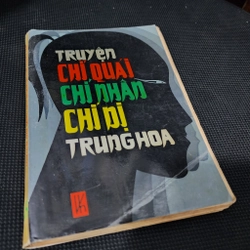 TRUYỆN
CHÍ QUÁI
CHÍ NHÂN
CHÍ DỊ
TRUNG HOA